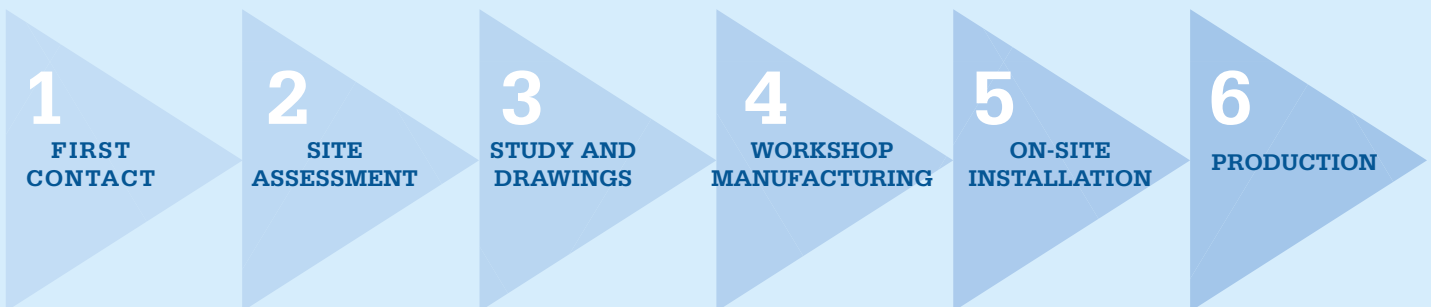 1
FIRST
CONTACT
2
SITE
ASSESSMENT
3
STUDY AND
DRAWINGS
4
WORKSHOP
MANUFACTURING
5
ON-SITE
INSTALLATION
6
PRODUCTION